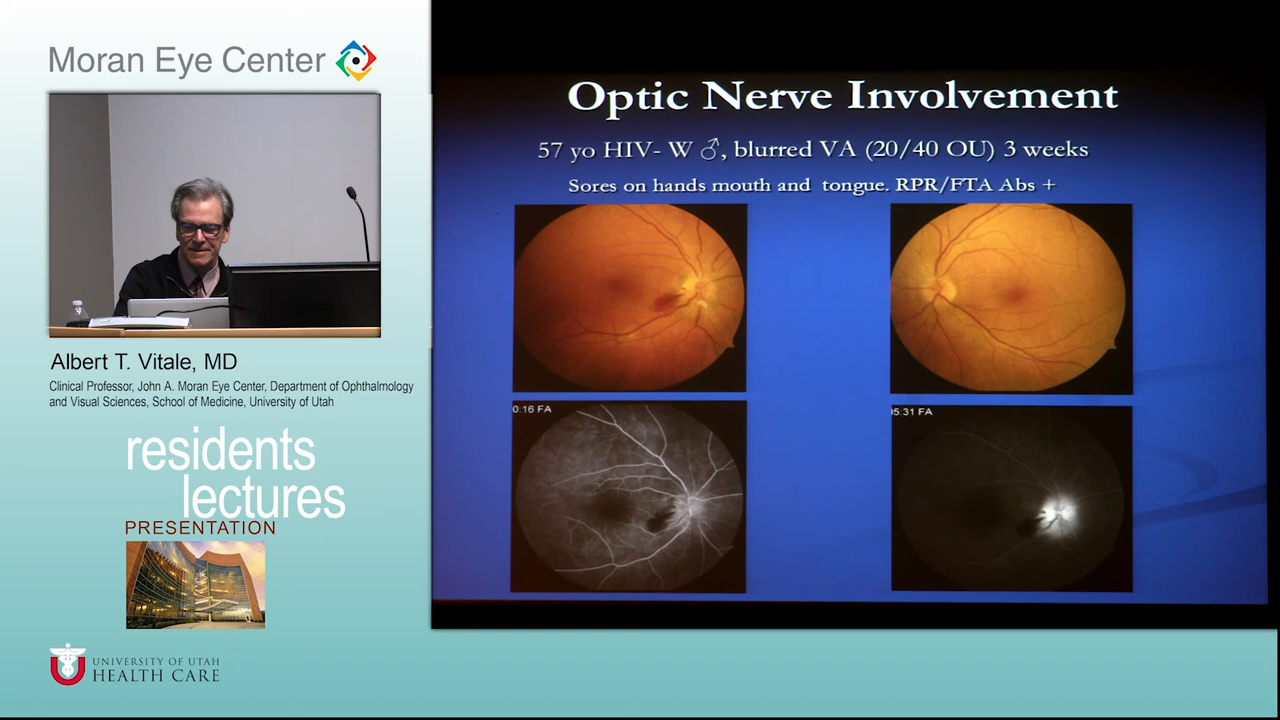 Moran Eye Center
Albert T. Vitale, MD
Clinical Professor, John A. Moran Eye Center, Department of Ophthalmology
and Visual Sciences, School of Medicine, University of Utah
residents
lectures
PRESENTATION
UNIVERSITY OF UTAH
HEALTH CARE
Optic Nerve Involvement
57 yo HIV- W ♂, blurred VA (20/40 OU) 3 weeks
Sores on hands mouth and tongue. RPR/FTA Abs +
0:16 FA
05:31 FA